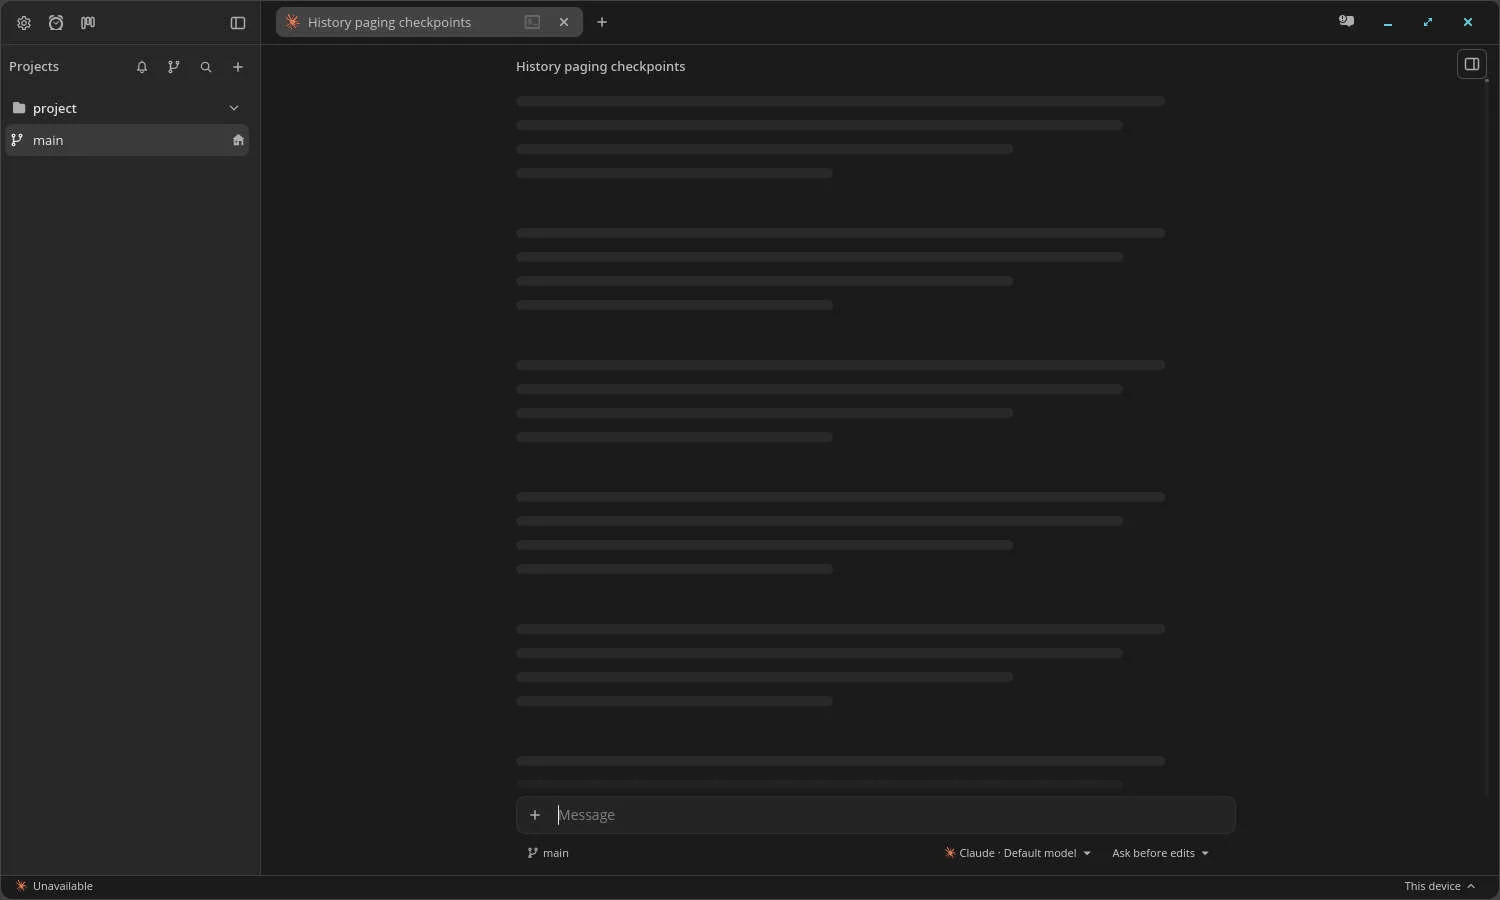 History paging checkpoints
Projects
History paging checkpoints
project
main
Message
main
Claude · Default model
Ask before edits
Unavailable
This device